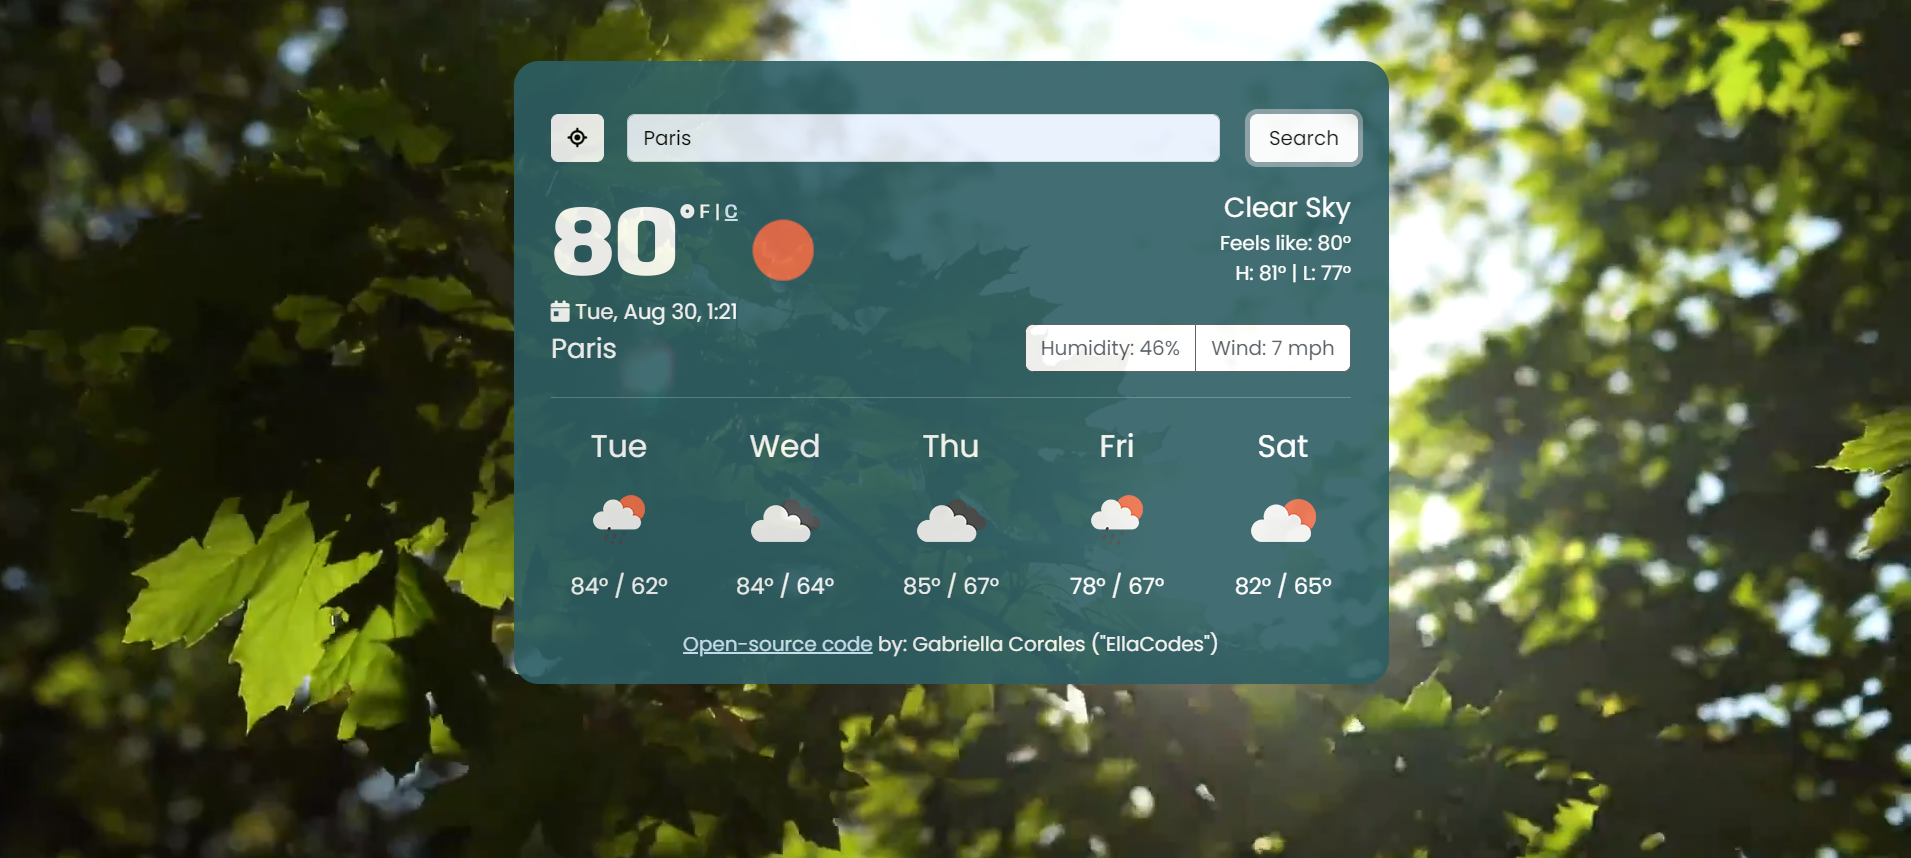 Paris
Search
80 ° F | C
Clear Sky
Feels like: 80°
H: 81° | L: 77°
Tue, Aug 30, 1:21
Paris
Humidity: 46%
Wind: 7 mph
Tue Wed Thu Fri Sat
84° / 62° 84° / 64° 85° / 67° 78° / 67° 82° / 65°
Open-source code by: Gabriella Corales ("EllaCodes")